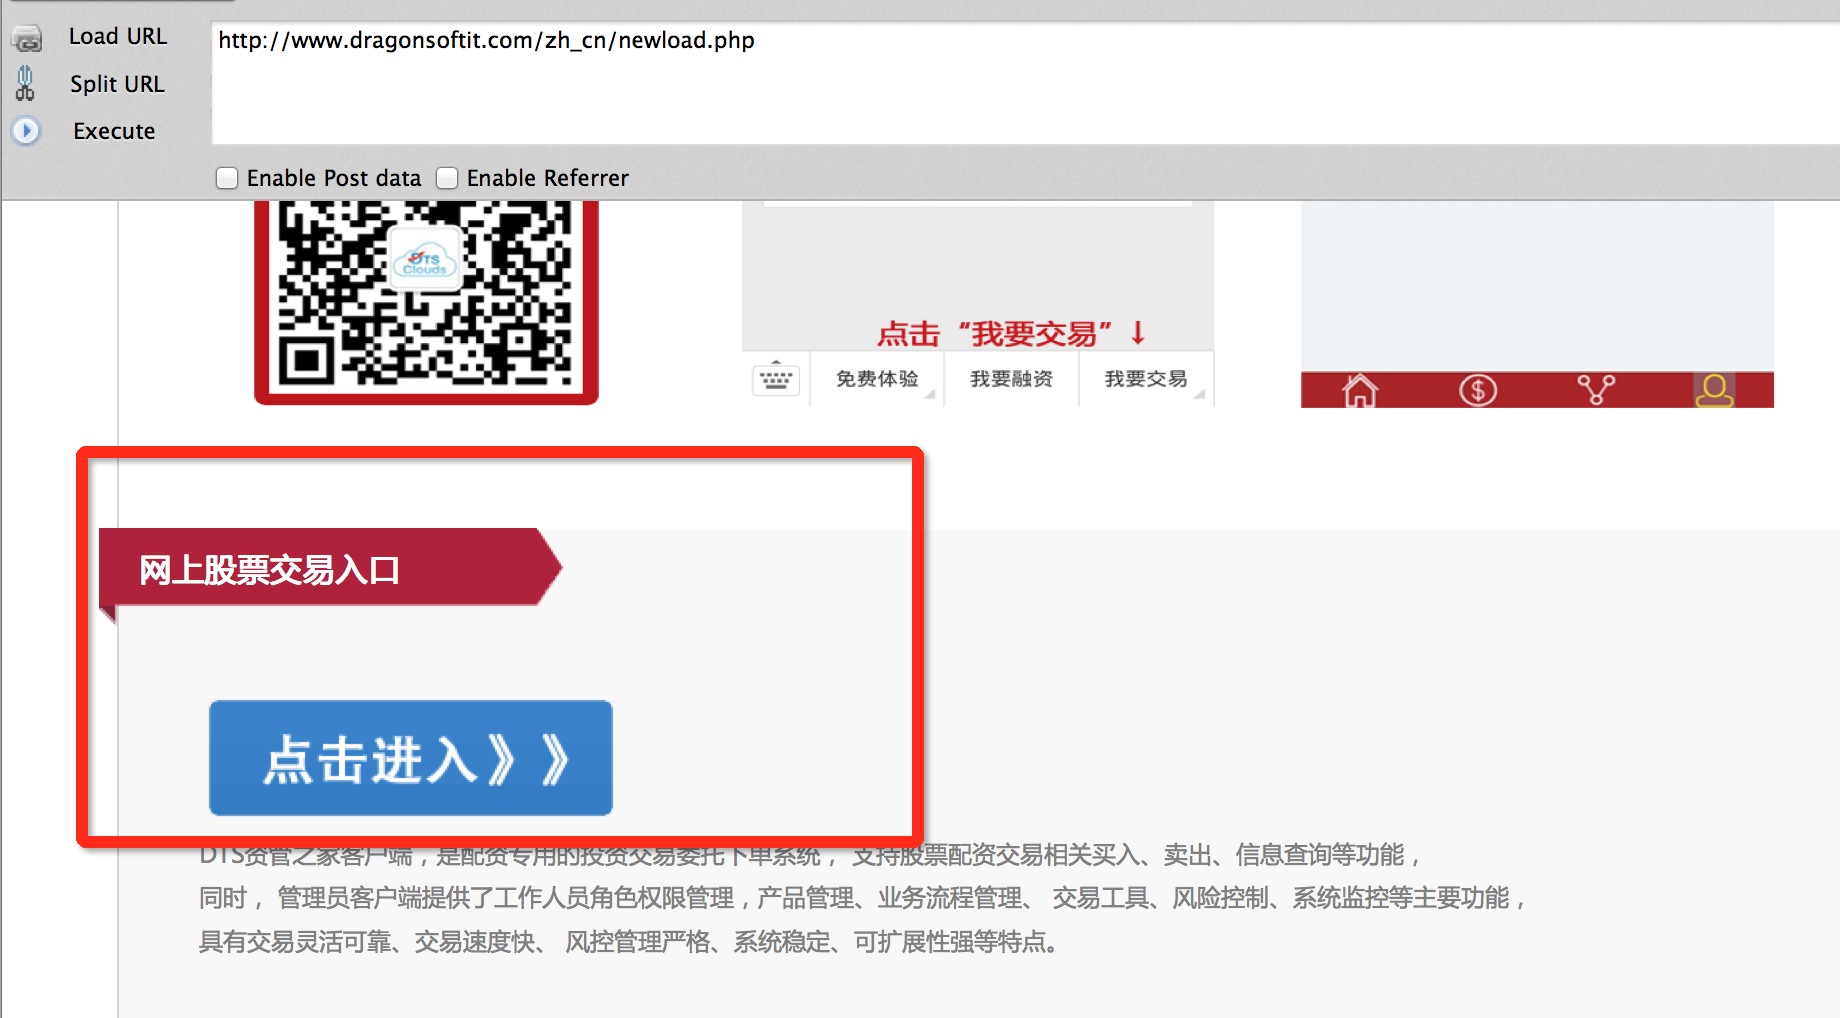 Load URL
http://www.dragonsoftit.com/zh_cn/newload.php
Split URL
Execute
Enable Post data
Enable Referrer
DTS
Clouds
点击“我要交易”↓
免费体验
我要融资
我要交易
网上股票交易入口
点击进入》》
DTS资管之家客户端，是配资专用的投资交易委托下单系统， 支持股票配资交易相关买入、卖出、信息查询等功能，
同时， 管理员客户端提供了工作人员角色权限管理，产品管理、业务流程管理、 交易工具、风险控制、系统监控等主要功能，
具有交易灵活可靠、交易速度快、 风控管理严格、系统稳定、可扩展性强等特点。